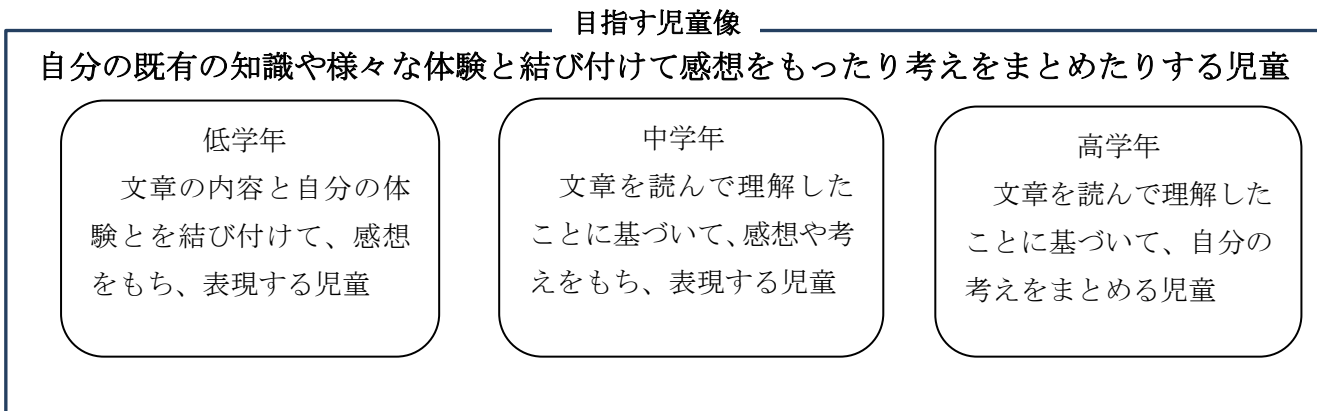 目指す児童像
自分の既有の知識や様々な体験と結び付けて感想をもったり考えをまとめたりする児童
低学年
文章の内容と自分の体
験とを結び付けて、感想
をもち、表現する児童
中学年
文章を読んで理解した
ことに基づいて、感想や考
えをもち、表現する児童
高学年
文章を読んで理解した
ことに基づいて、自分の
考えをまとめる児童